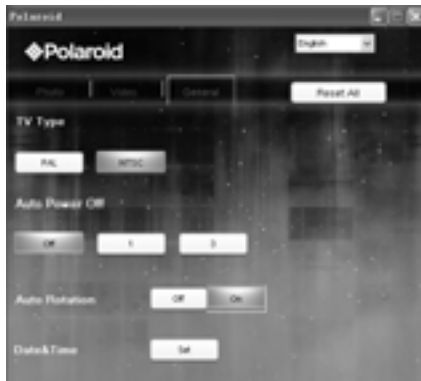 Polaroid
Polaroid
English
Photo
Video
General
Reset All
TV Type
PAL
NTSC
Auto Power Off
Off
1
3
Auto Rotation
Off
On
Date&Time
Set